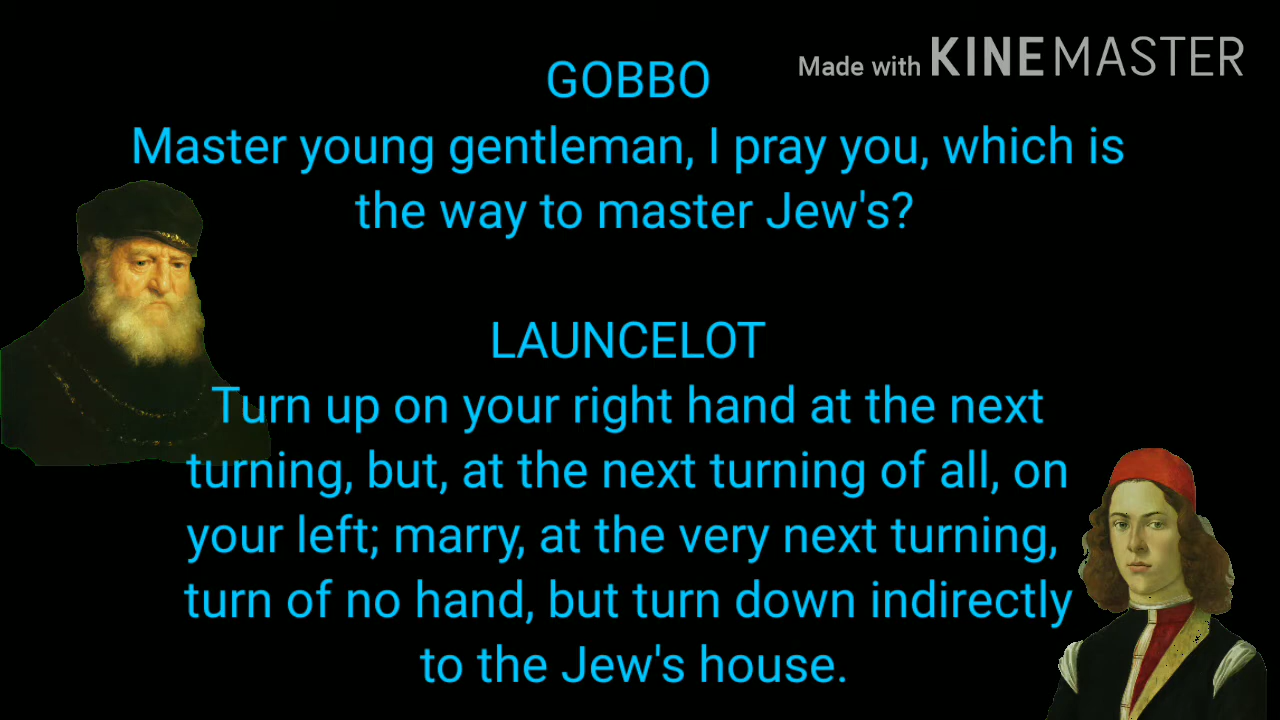 Made with KINEMASTER
GOBBO
Master young gentleman, I pray you, which is
the way to master Jew's?
LAUNCELOT
Turn up on your right hand at the next
turning, but, at the next turning of all, on
your left; marry, at the very next turning,
turn of no hand, but turn down indirectly
to the Jew's house.